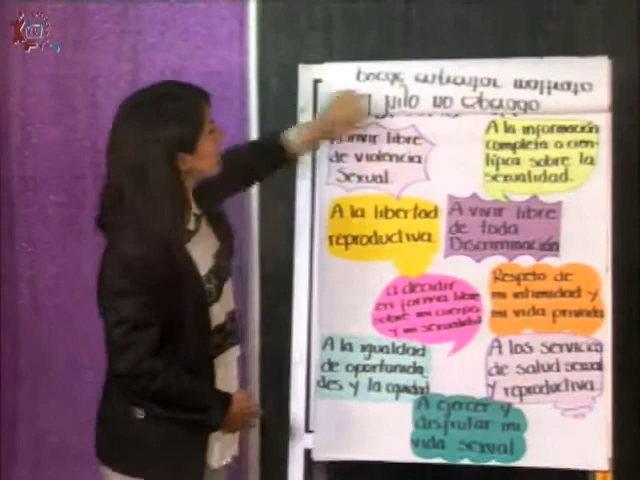 A vivir libre
de violencia
Sexual.
A la información
completa o cien-
típica sobre la
sexualidad.
A la libertad
reproductiva
A vivir libre
de toda
Discriminación
a decidir
en forma libre
sobre mi cuerpo
y mi sexualidad
Respeto de
mi intimidad y
mi vida privada
A la igualdad
de oportunida
des y la equidad
A los servicios
de salud sexual
y reproductiva.
A ejercer y
disfrutar mi
vida sexual